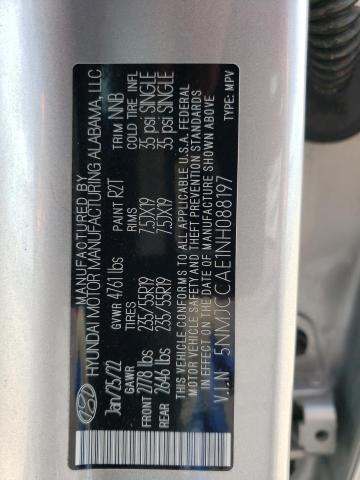 MANUFACTURED BY
HYUNDAI MOTOR MANUFACTURING ALABAMA, LLC
Jan/25/22 GVWR 4761 lbs PAINT R2T TRIM NNB
GAWR TIRES RIMS COLD TIRE INFL
FRONT 2778 lbs 235/55R19 7.51X19 35 psi SINGLE
REAR 2646 lbs 235/55R19 7.51X19 35 psi SINGLE
THIS VEHICLE CONFORMS TO ALL APPLICABLE U.S.A. FEDERAL
MOTOR VEHICLE SAFETY AND THEFT PREVENTION STANDARDS
IN EFFECT ON THE DATE OF MANUFACTURE SHOWN ABOVE
V.I.N 5NMJCCAE1NH088197 TYPE: MPV